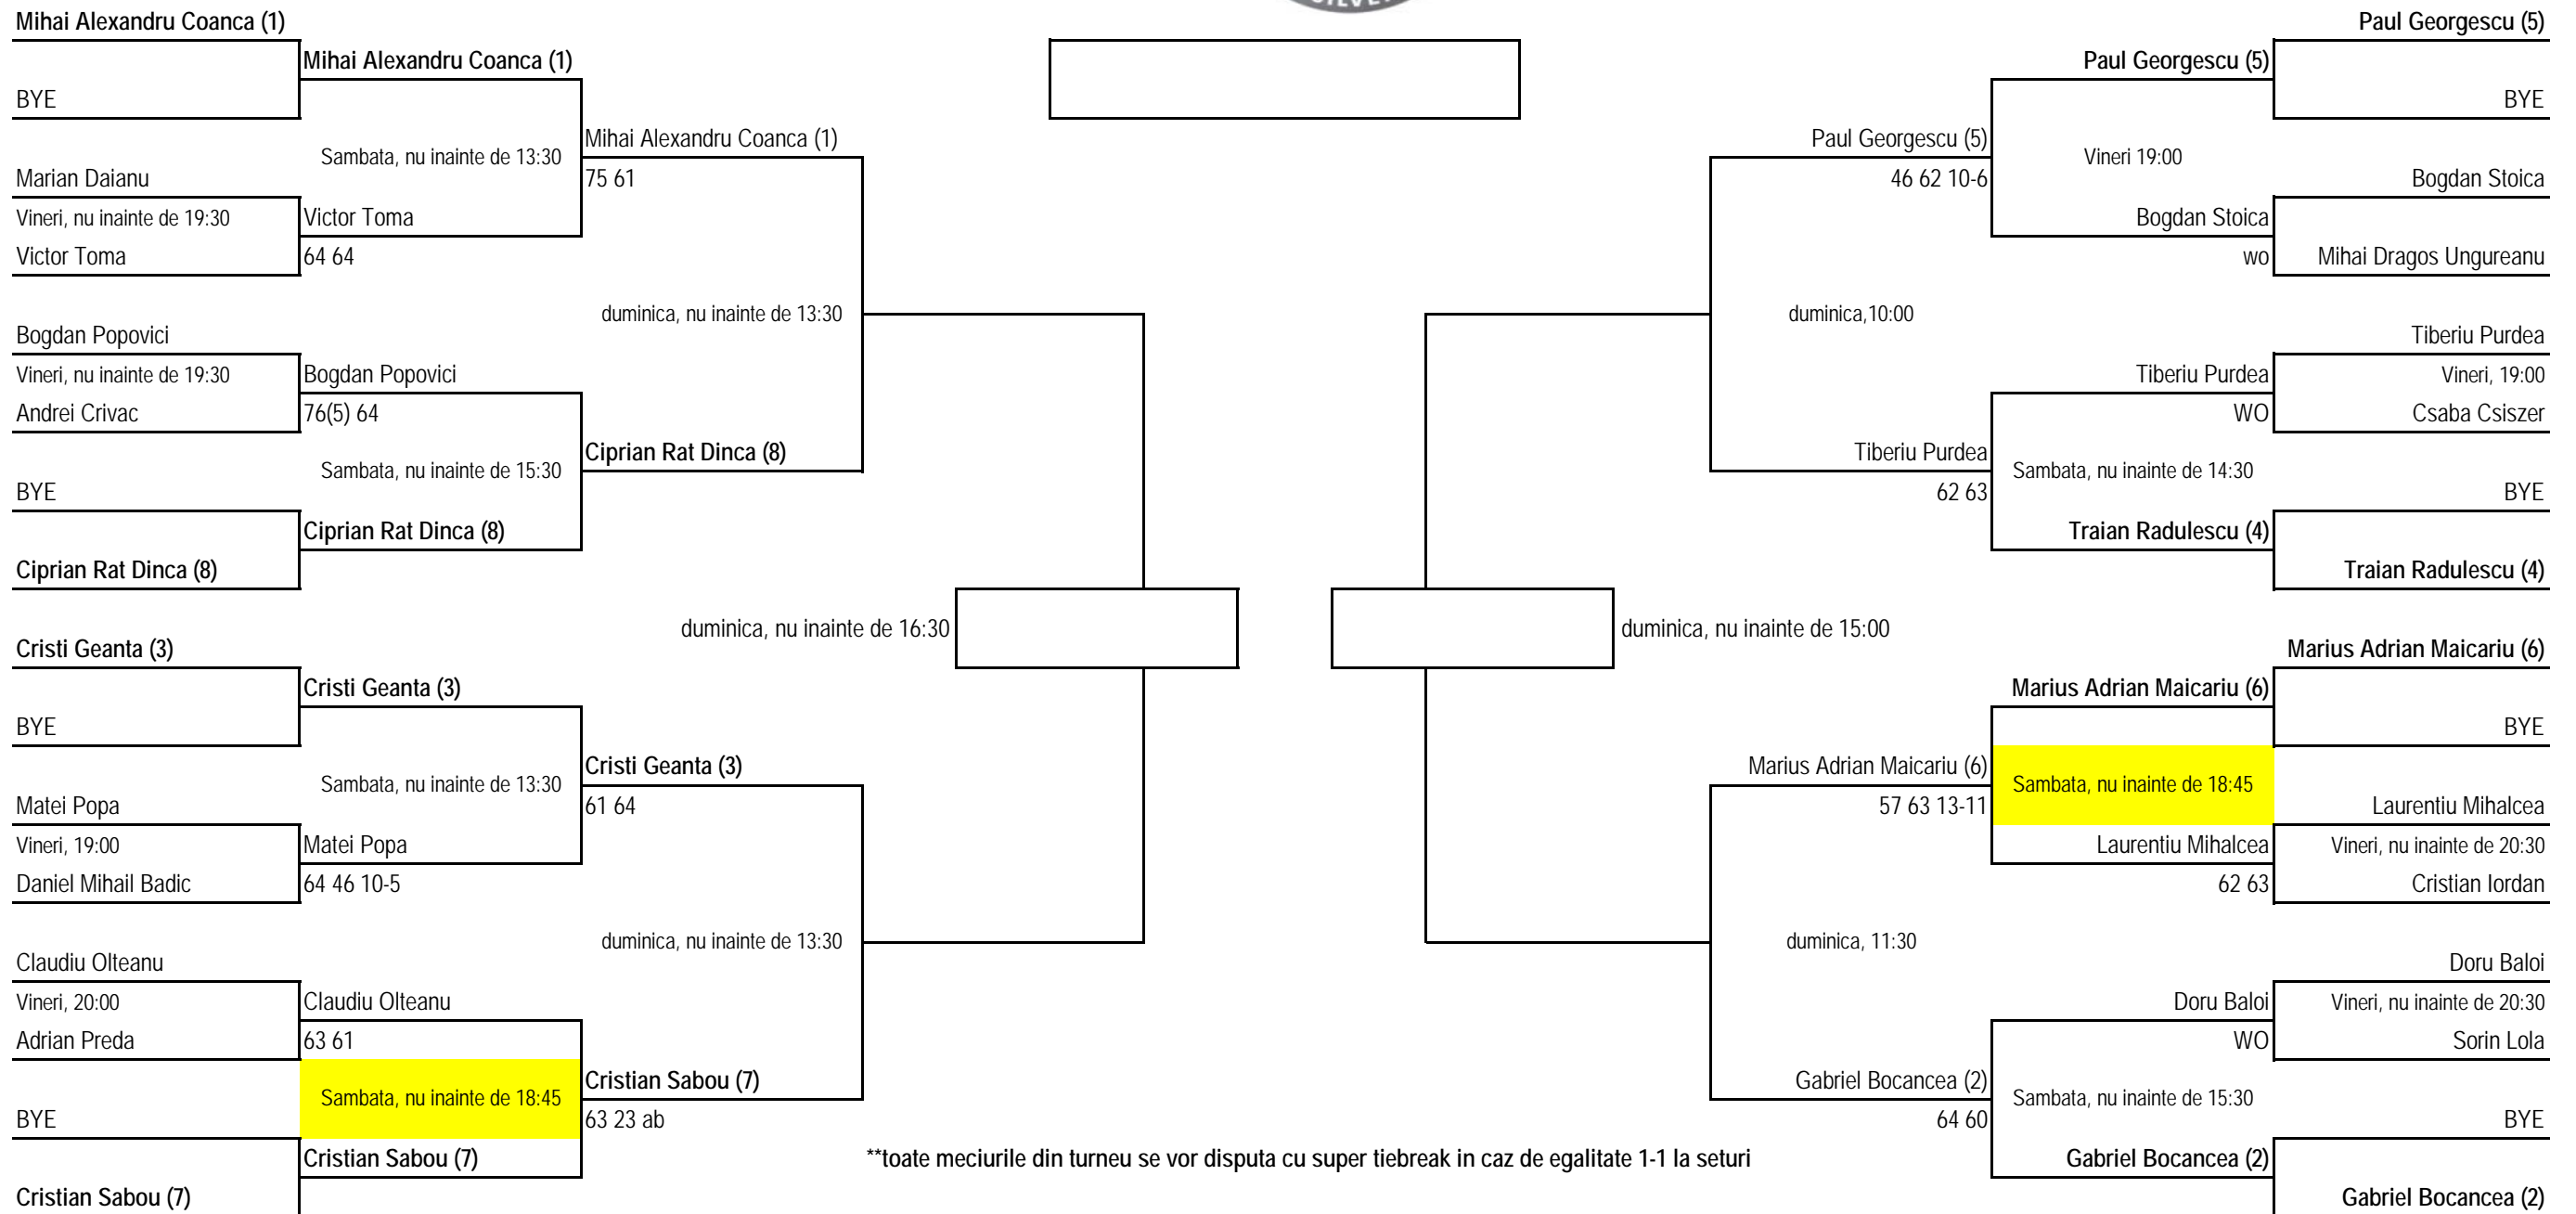 SILVER
Mihai Alexandru Coanca (1)
Mihai Alexandru Coanca (1)
BYE
Mihai Alexandru Coanca (1)
Sambata, nu inainte de 13:30
75 61
Marian Daianu
Vineri, nu inainte de 19:30
Victor Toma
Victor Toma
64 64
duminica, nu inainte de 13:30
Bogdan Popovici
Vineri, nu inainte de 19:30
Bogdan Popovici
Andrei Crivac
76(5) 64
Ciprian Rat Dinca (8)
Sambata, nu inainte de 15:30
BYE
Ciprian Rat Dinca (8)
Ciprian Rat Dinca (8)
duminica, nu inainte de 16:30
Cristi Geanta (3)
Cristi Geanta (3)
BYE
Cristi Geanta (3)
Sambata, nu inainte de 13:30
61 64
Matei Popa
Vineri, 19:00
Matei Popa
Daniel Mihail Badic
64 46 10-5
duminica, nu inainte de 13:30
Claudiu Olteanu
Vineri, 20:00
Claudiu Olteanu
Adrian Preda
63 61
Cristian Sabou (7)
Sambata, nu inainte de 18:45
63 23 ab
BYE
Cristian Sabou (7)
Cristian Sabou (7)
**toate meciurile din turneu se vor disputa cu super tiebreak in caz de egalitate 1-1 la seturi
Paul Georgescu (5)
Paul Georgescu (5)
BYE
Paul Georgescu (5)
Vineri 19:00
46 62 10-6
Bogdan Stoica
Bogdan Stoica
wo
Mihai Dragos Ungureanu
duminica,10:00
Tiberiu Purdea
Tiberiu Purdea
Vineri, 19:00
WO
Csaba Csiszer
Tiberiu Purdea
Sambata, nu inainte de 14:30
62 63
BYE
Traian Radulescu (4)
Traian Radulescu (4)
duminica, nu inainte de 15:00
Marius Adrian Maicariu (6)
Marius Adrian Maicariu (6)
BYE
Marius Adrian Maicariu (6)
Sambata, nu inainte de 18:45
57 63 13-11
Laurentiu Mihalcea
Laurentiu Mihalcea
Vineri, nu inainte de 20:30
62 63
Cristian Iordan
duminica, 11:30
Doru Baloi
Doru Baloi
Vineri, nu inainte de 20:30
WO
Sorin Lola
Gabriel Bocancea (2)
Sambata, nu inainte de 15:30
64 60
BYE
Gabriel Bocancea (2)
Gabriel Bocancea (2)